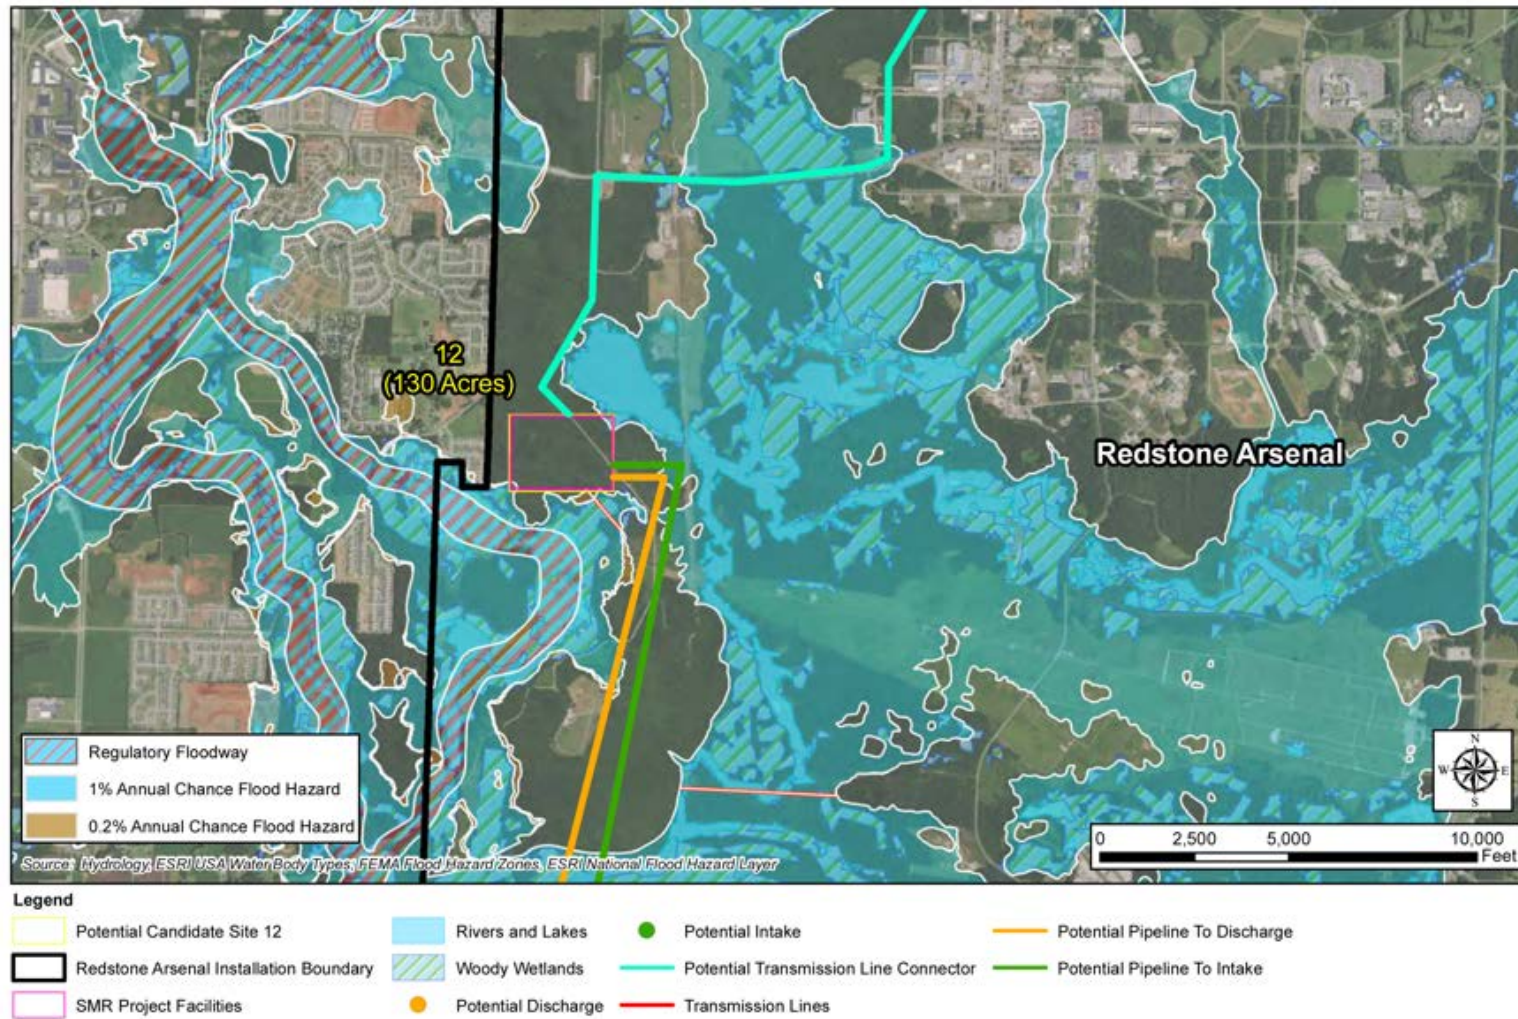 12
(130 Acres)
Redstone Arsenal
Regulatory Floodway
1% Annual Chance Flood Hazard
0.2% Annual Chance Flood Hazard
N
W E
S
0 2,500 5,000 10,000
Feet
Source: Hydrology, ESRI USA Water Body Types, FEMA Flood Hazard Zones, ESRI National Flood Hazard Layer
Legend
Potential Candidate Site 12
Redstone Arsenal Installation Boundary
SMR Project Facilities
Rivers and Lakes
Woody Wetlands
Potential Discharge
Potential Intake
Potential Transmission Line Connector
Transmission Lines
Potential Pipeline To Discharge
Potential Pipeline To Intake